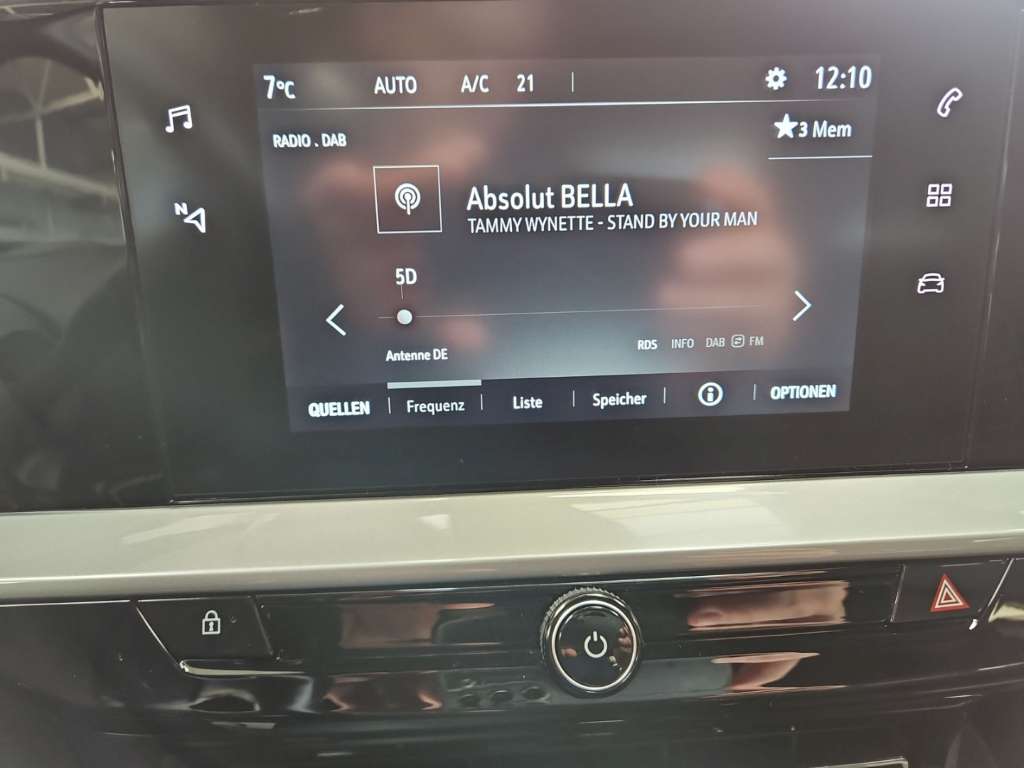 7°C AUTO A/C 21 12:10
RADIO . DAB ★3 Mem
Absolut BELLA
TAMMY WYNETTE - STAND BY YOUR MAN
5D
Antenne DE RDS INFO DAB FM
QUELLEN Frequenz Liste Speicher OPTIONEN
N